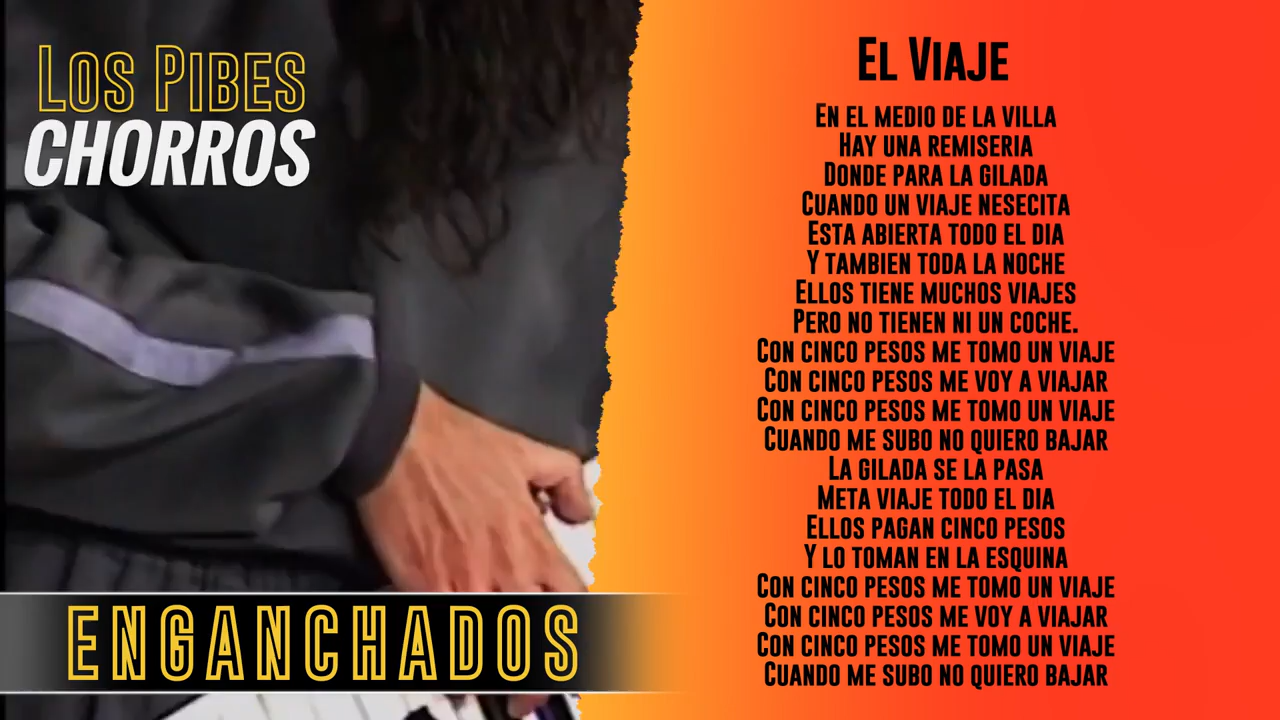 LOS PIBES
CHORROS
ENGANCHADOS
EL VIAJE
EN EL MEDIO DE LA VILLA
HAY UNA REMISERIA
DONDE PARA LA GILADA
CUANDO UN VIAJE NESECITA
ESTA ABIERTA TODO EL DIA
Y TAMBIEN TODA LA NOCHE
ELLOS TIENE MUCHOS VIAJES
PERO NO TIENEN NI UN COCHE.
CON CINCO PESOS ME TOMO UN VIAJE
CON CINCO PESOS ME VOY A VIAJAR
CON CINCO PESOS ME TOMO UN VIAJE
CUANDO ME SUBO NO QUIERO BAJAR
LA GILADA SE LA PASA
META VIAJE TODO EL DIA
ELLOS PAGAN CINCO PESOS
Y LO TOMAN EN LA ESQUINA
CON CINCO PESOS ME TOMO UN VIAJE
CON CINCO PESOS ME VOY A VIAJAR
CON CINCO PESOS ME TOMO UN VIAJE
CUANDO ME SUBO NO QUIERO BAJAR